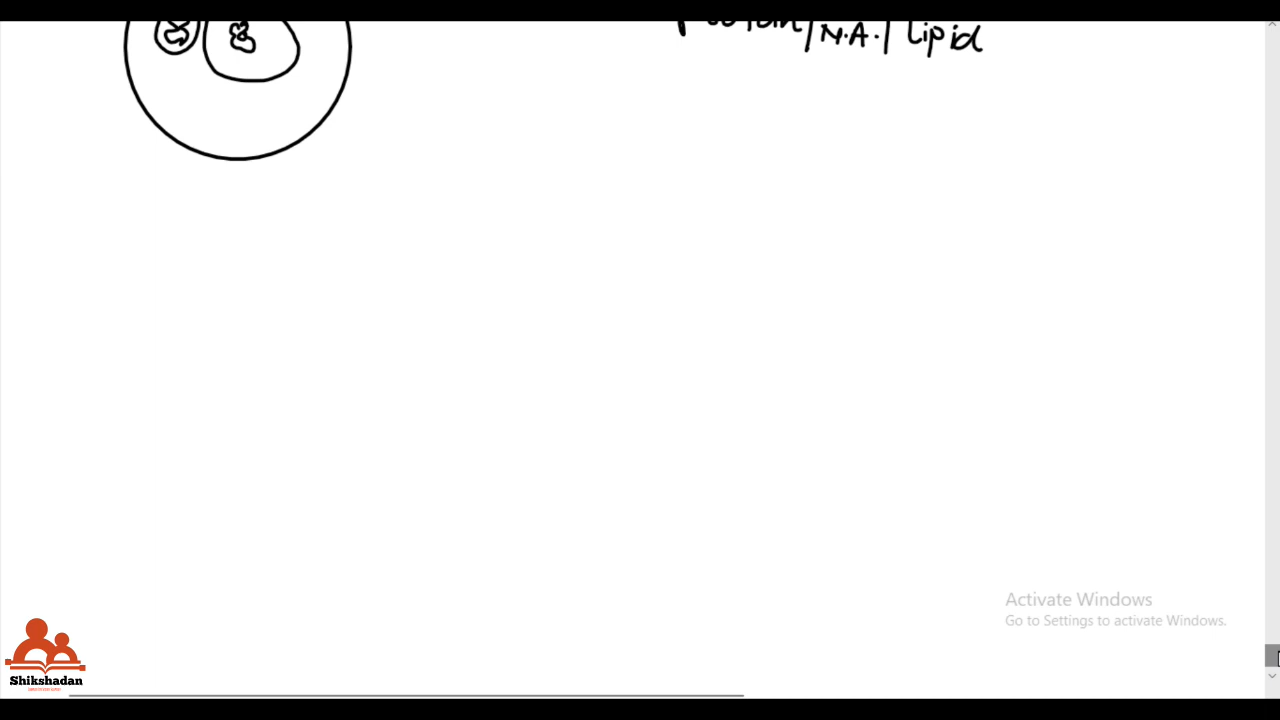 /N.A./Lipid
Activate Windows
Go to Settings to activate Windows.
Shikshadan